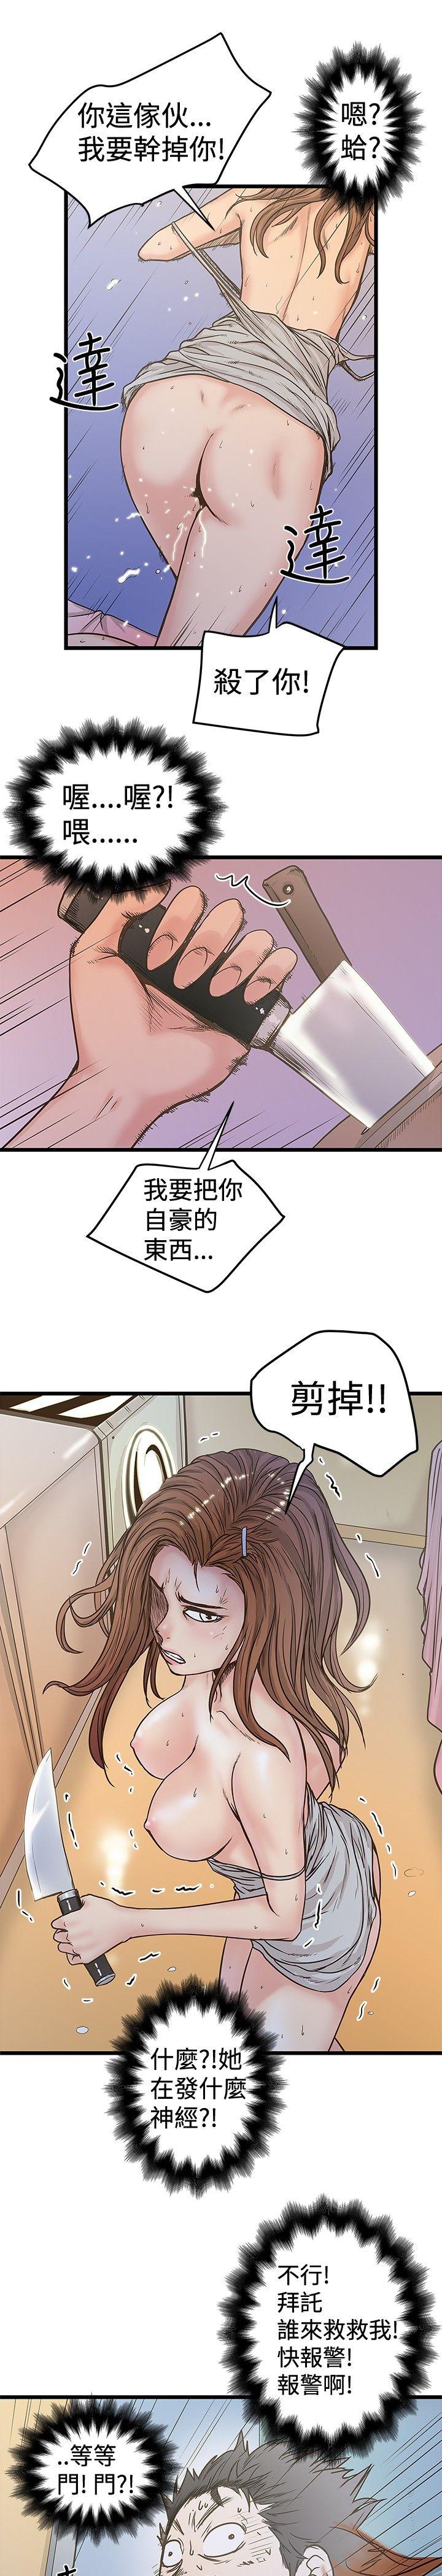 你這傢伙...
我要幹掉你!
嗯?
蛤?
達
達
殺了你!
喔....喔?!
喂......
我要把你
自豪的
東西...
剪掉!!
什麼?!她
在發什麼
神經?!
不行!
拜託
誰來救救我!
快報警!
報警啊!
..等等
門! 門?!